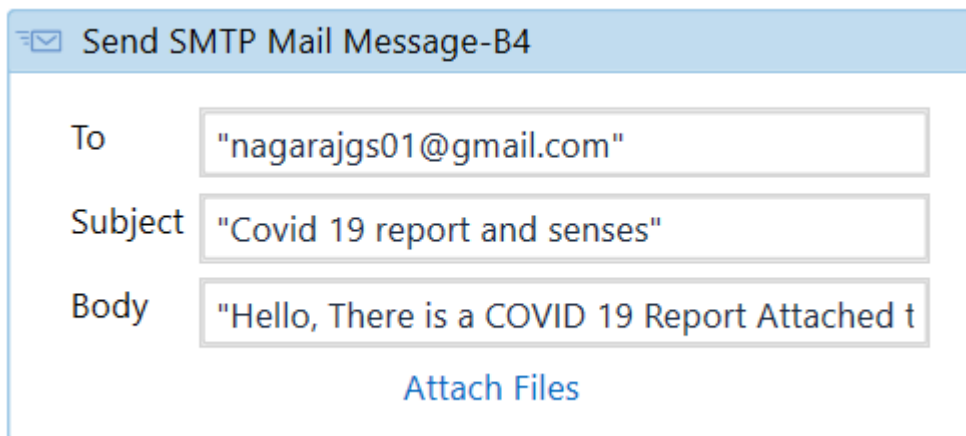 Send SMTP Mail Message-B4
To "nagarajgs01@gmail.com"
Subject "Covid 19 report and senses"
Body "Hello, There is a COVID 19 Report Attached t
Attach Files